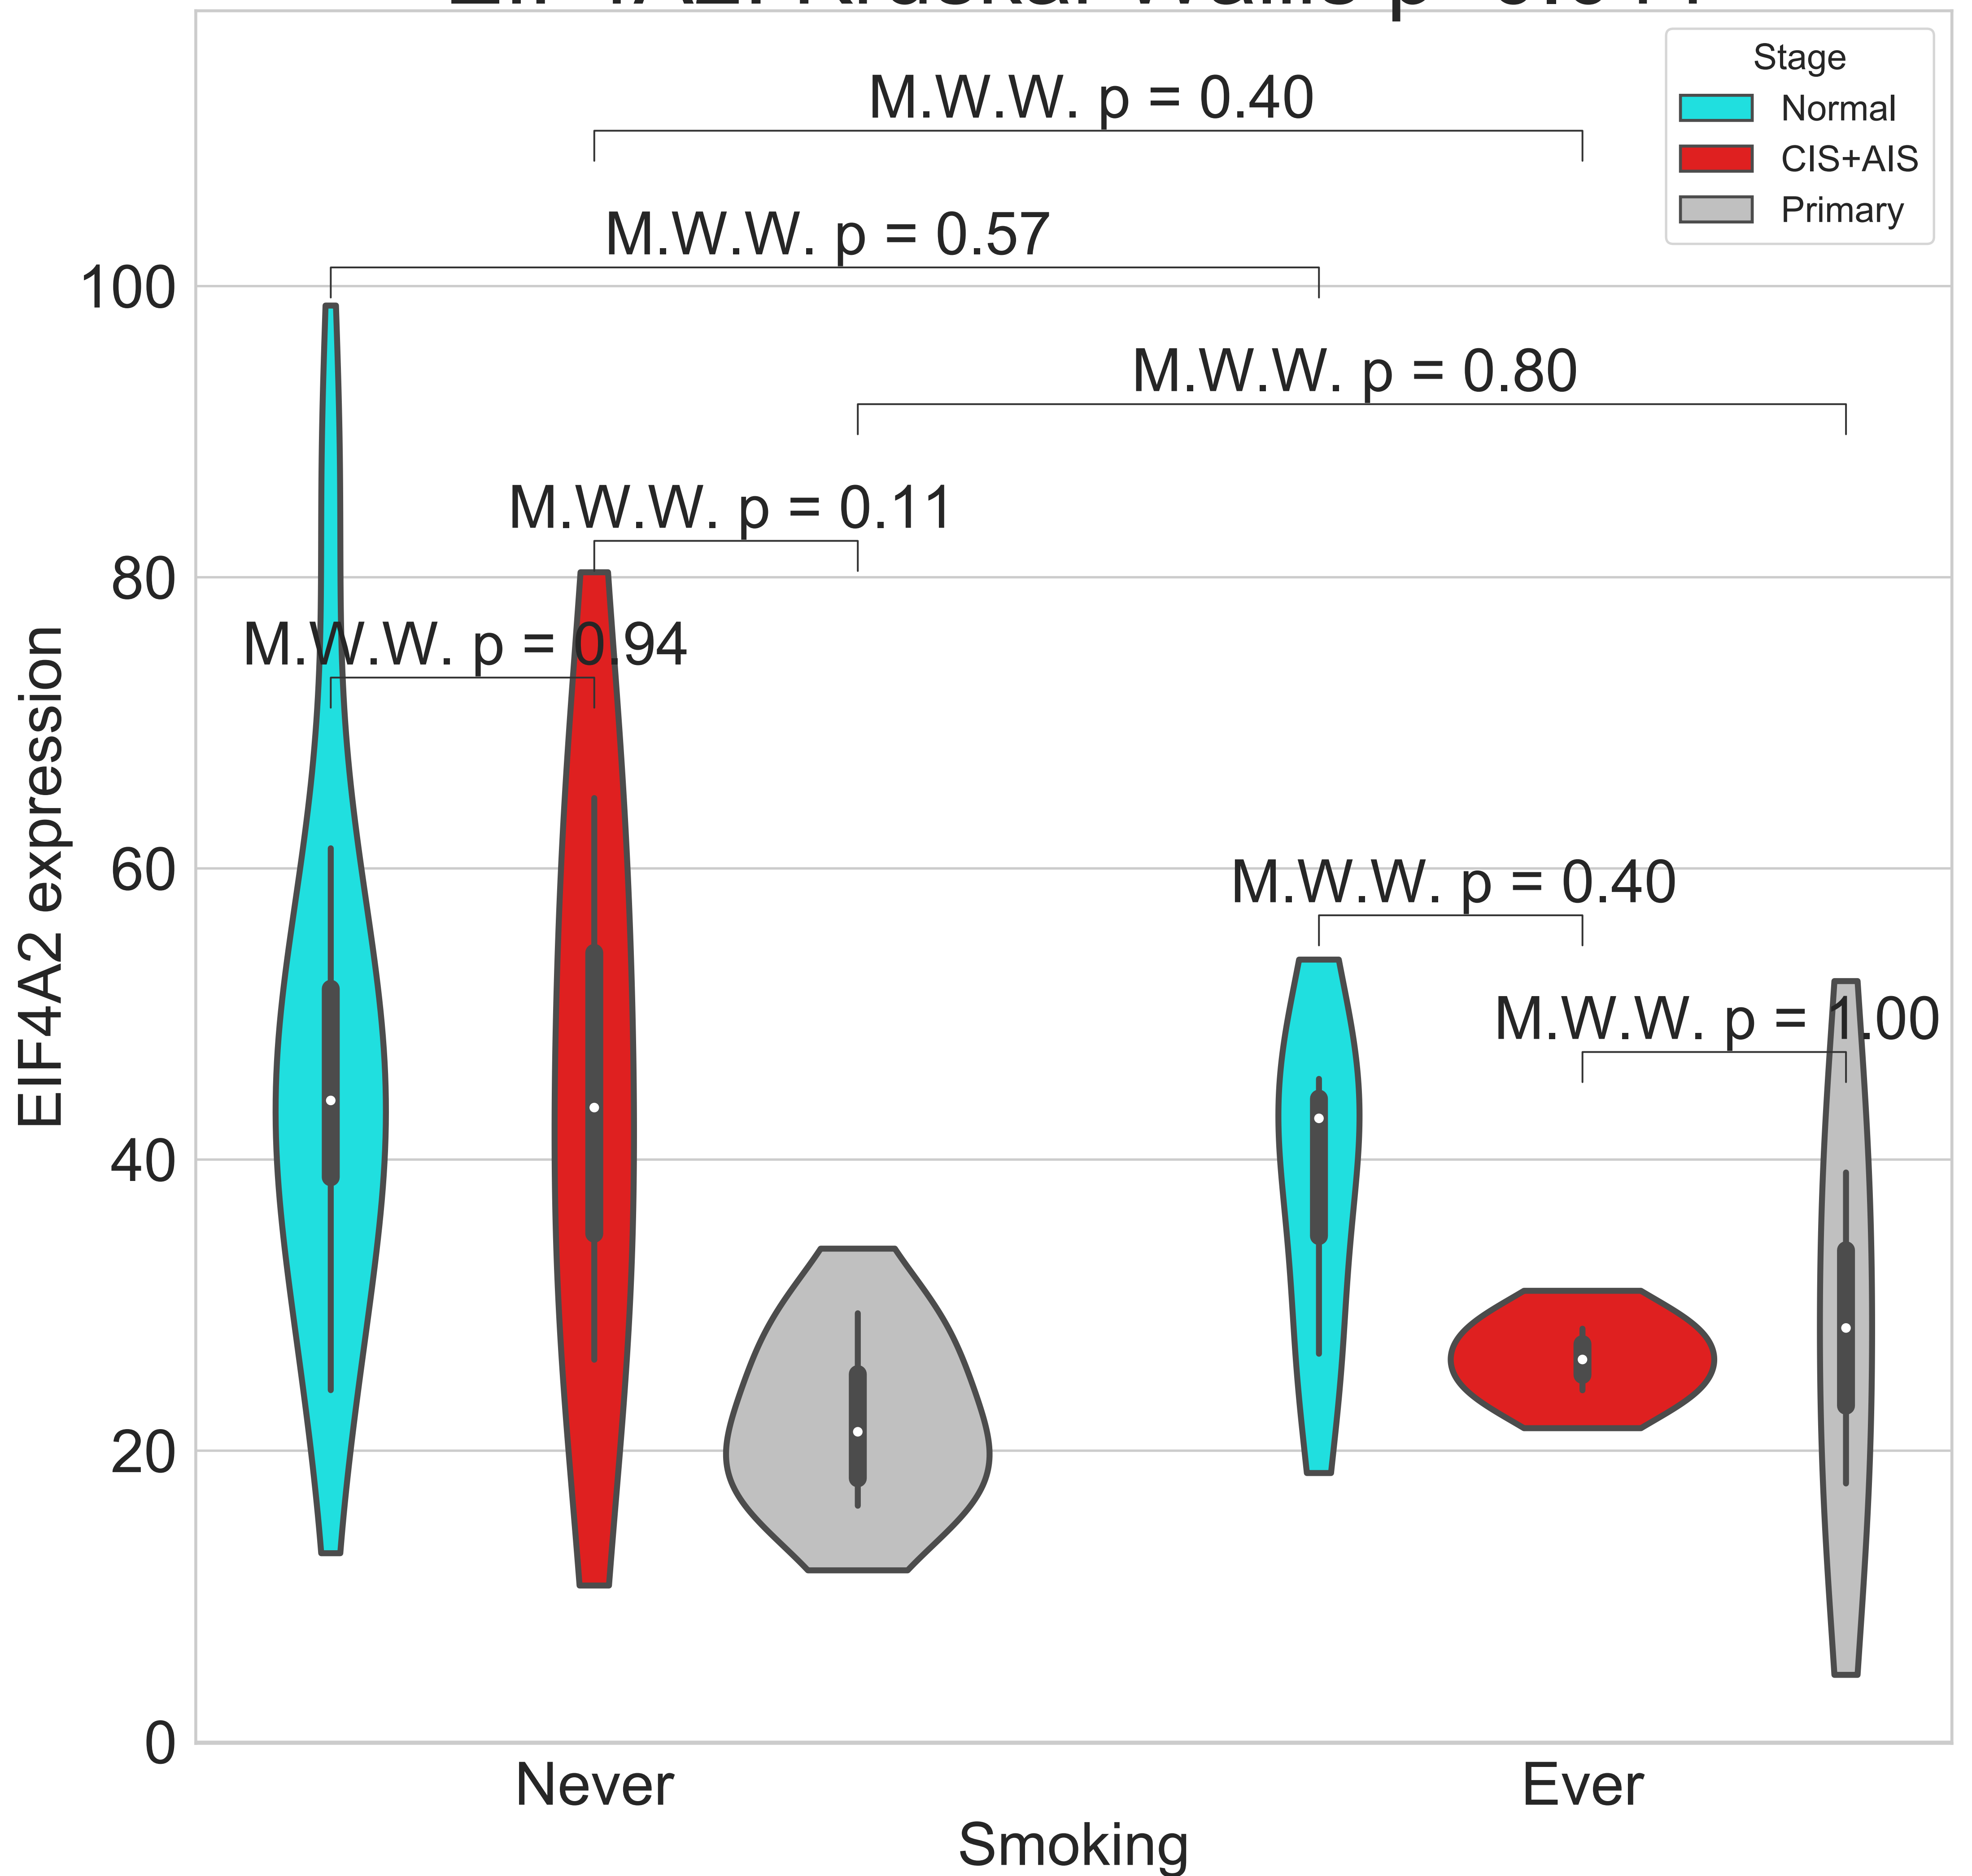 Stage
Normal
CIS+AIS
Primary
M.W.W. p = 0.40
M.W.W. p = 0.57
M.W.W. p = 0.80
M.W.W. p = 0.11
M.W.W. p = 0.94
M.W.W. p = 0.40
M.W.W. p = 1.00
100
80
60
40
20
0
EIF4A2 expression
Never
Ever
Smoking